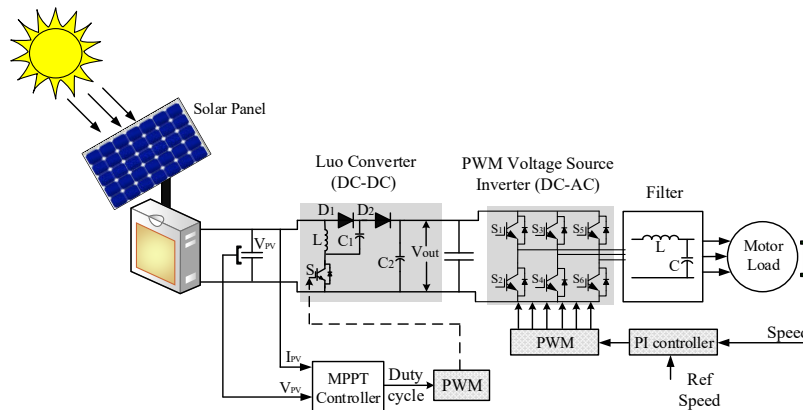 Solar Panel
Luo Converter
(DC-DC)
PWM Voltage Source
Inverter (DC-AC)
Filter
D1 D2
VPV
L
C1
S
C2
Vout
S1 S3 S5
S2 S4 S6
L
C
Motor
Load
PWM
PI controller
Speed
Ref
Speed
IPV
VPV
MPPT
Controller
Duty
cycle
PWM